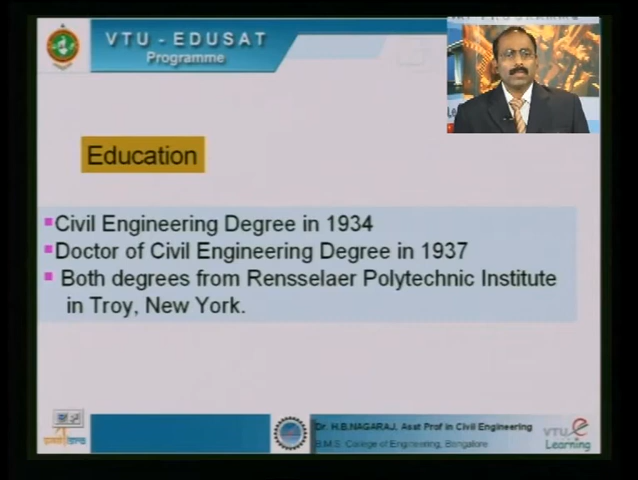 VTU - EDUSAT
Programme
Education
Civil Engineering Degree in 1934
Doctor of Civil Engineering Degree in 1937
Both degrees from Rensselaer Polytechnic Institute
in Troy, New York.
Dr. H.B.NAGARAJ, Asst Prof in Civil Engineering
B.M.S. College of Engineering, Bangalore
VTU e
Learning